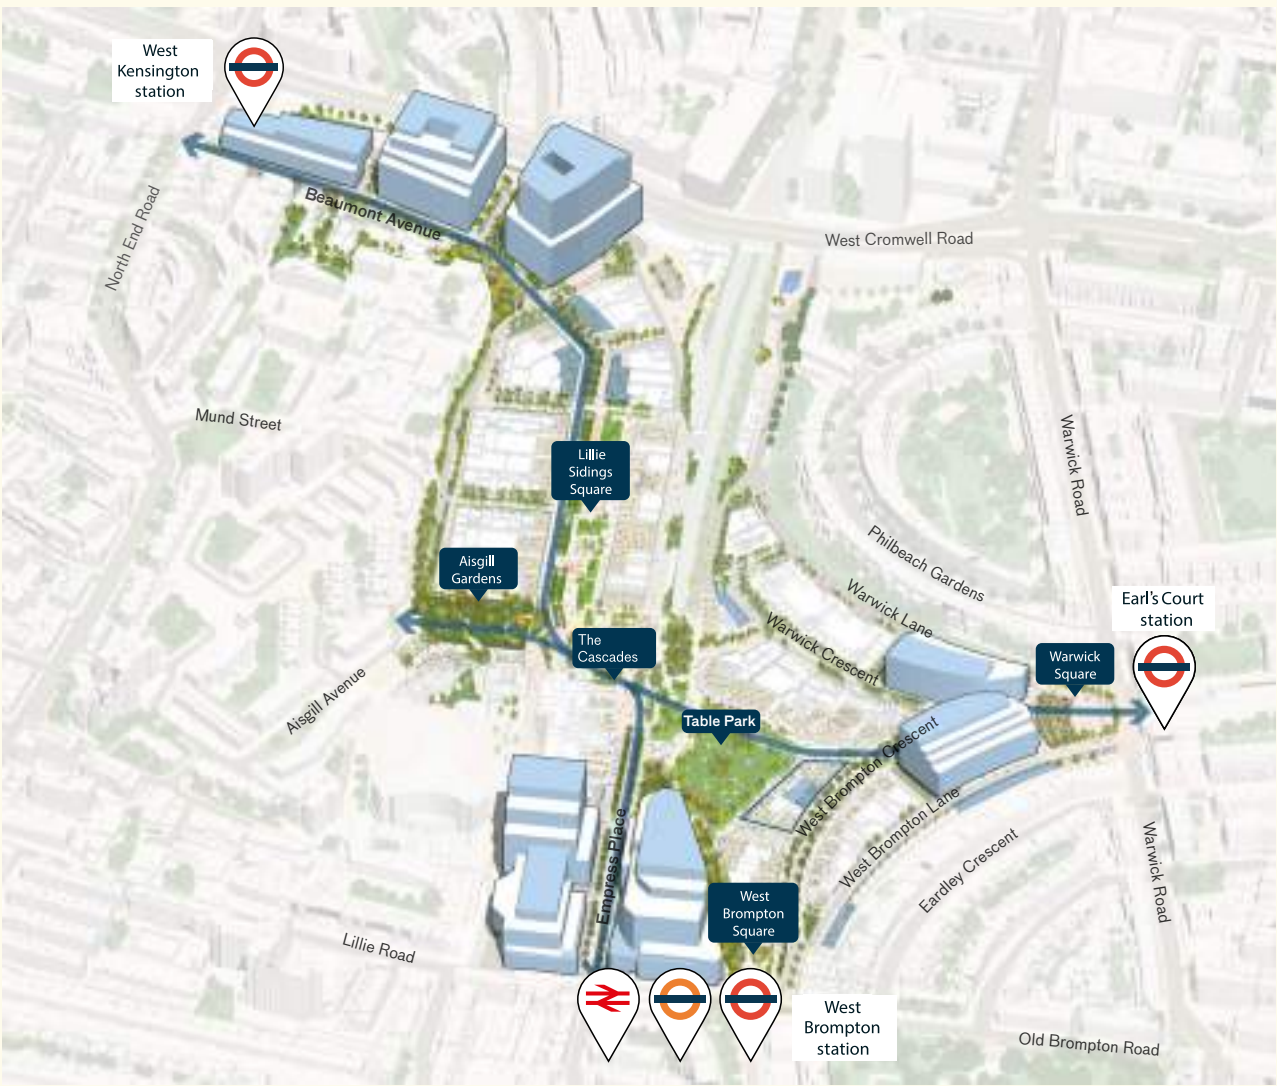 West
Kensington
station
North End Road
Beaumont Avenue
West Cromwell Road
Mund Street
Lillie
Sidings
Square
Warwick Road
Philbeach Gardens
Aisgill
Gardens
Warwick Lane
Earl's Court
station
Warwick Crescent
The
Cascades
Warwick
Square
Aisgill Avenue
Table Park
West Brompton Crescent
West Brompton Lane
Eardley Crescent
Warwick Road
Empress Place
West
Brompton
Square
Lillie Road
West
Brompton
station
Old Brompton Road